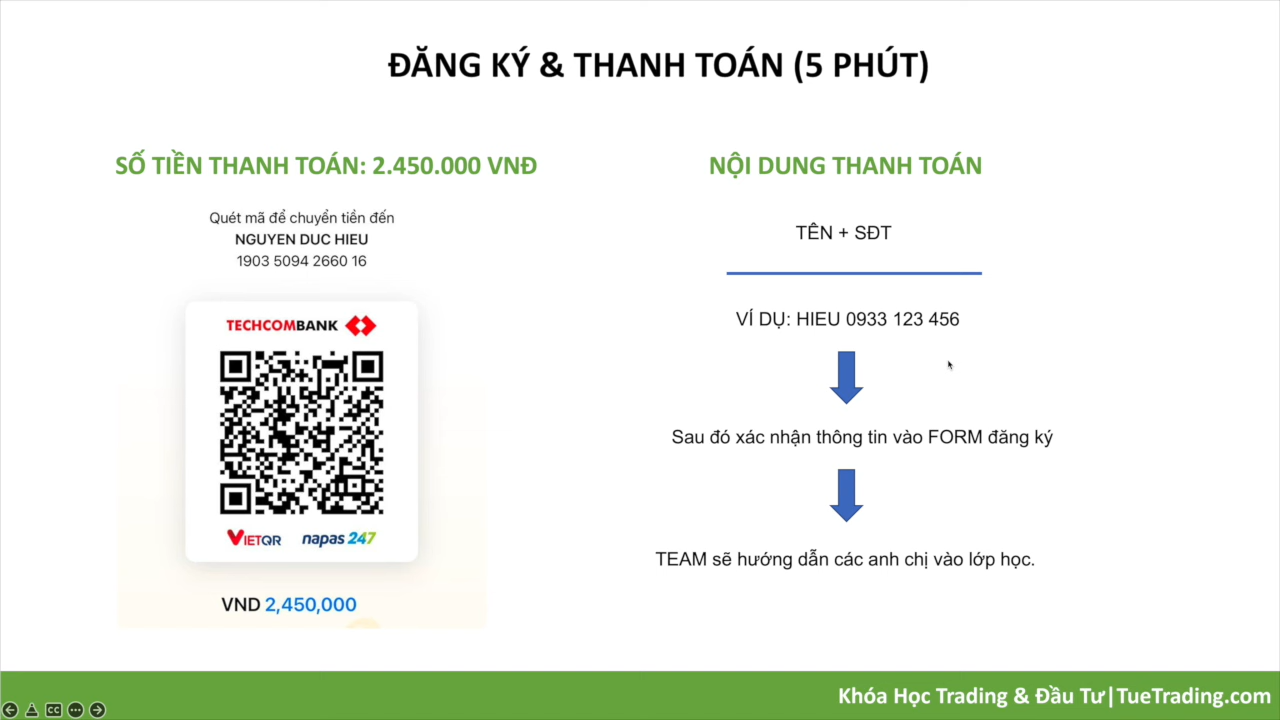 ĐĂNG KÝ & THANH TOÁN (5 PHÚT)
SỐ TIỀN THANH TOÁN: 2.450.000 VNĐ
Quét mã để chuyển tiền đến
NGUYEN DUC HIEU
1903 5094 2660 16
TECHCOMBANK
VIETQR napas 247
VND 2,450,000
NỘI DUNG THANH TOÁN
TÊN + SĐT
VÍ DỤ: HIEU 0933 123 456
Sau đó xác nhận thông tin vào FORM đăng ký
TEAM sẽ hướng dẫn các anh chị vào lớp học.
Khóa Học Trading & Đầu Tư|TueTrading.com
CC